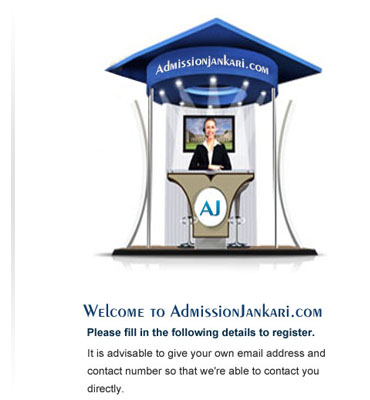 AdmissionJankari.com
AJ
Welcome to AdmissionJankari.com
Please fill in the following details to register.
It is advisable to give your own email address and
contact number so that we're able to contact you
directly.